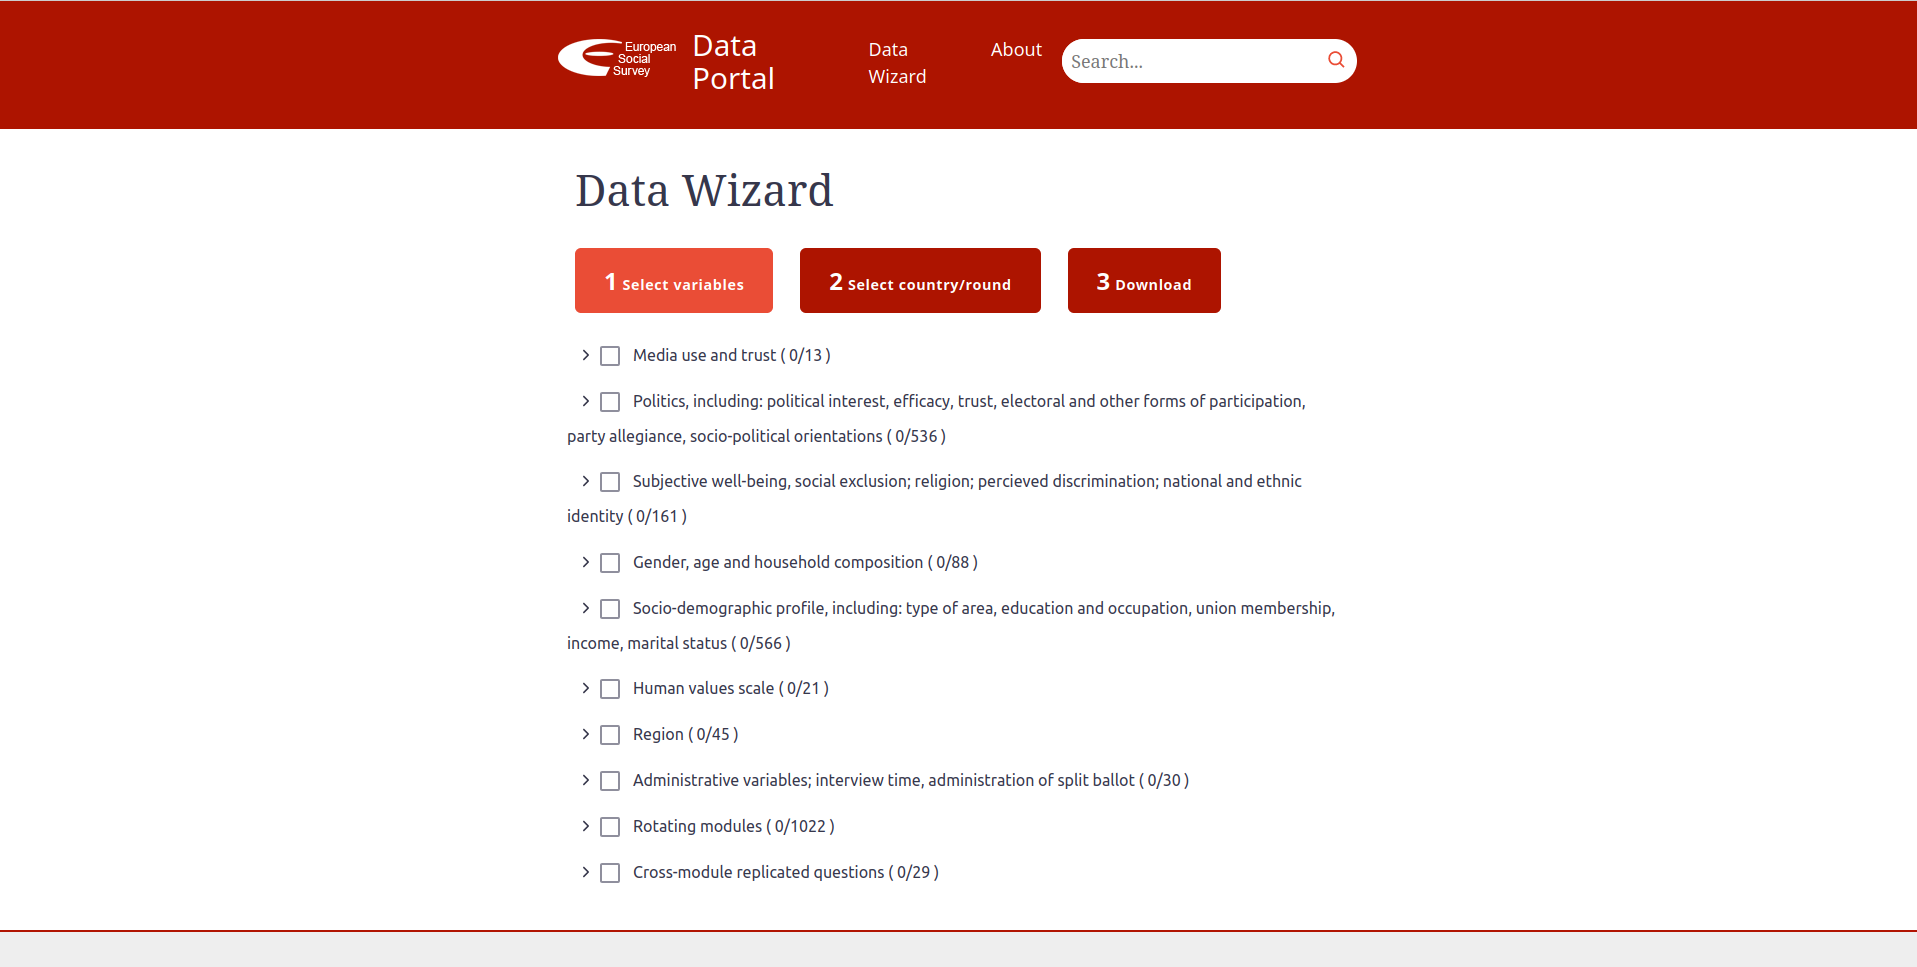 European
Social
Survey
Data
Portal
Data
Wizard
About
Search...
Data Wizard
1 Select variables
2 Select country/round
3 Download
Media use and trust ( 0/13 )
Politics, including: political interest, efficacy, trust, electoral and other forms of participation,
party allegiance, socio-political orientations ( 0/536 )
Subjective well-being, social exclusion; religion; percieved discrimination; national and ethnic
identity ( 0/161 )
Gender, age and household composition ( 0/88 )
Socio-demographic profile, including: type of area, education and occupation, union membership,
income, marital status ( 0/566 )
Human values scale ( 0/21 )
Region ( 0/45 )
Administrative variables; interview time, administration of split ballot ( 0/30 )
Rotating modules ( 0/1022 )
Cross-module replicated questions ( 0/29 )